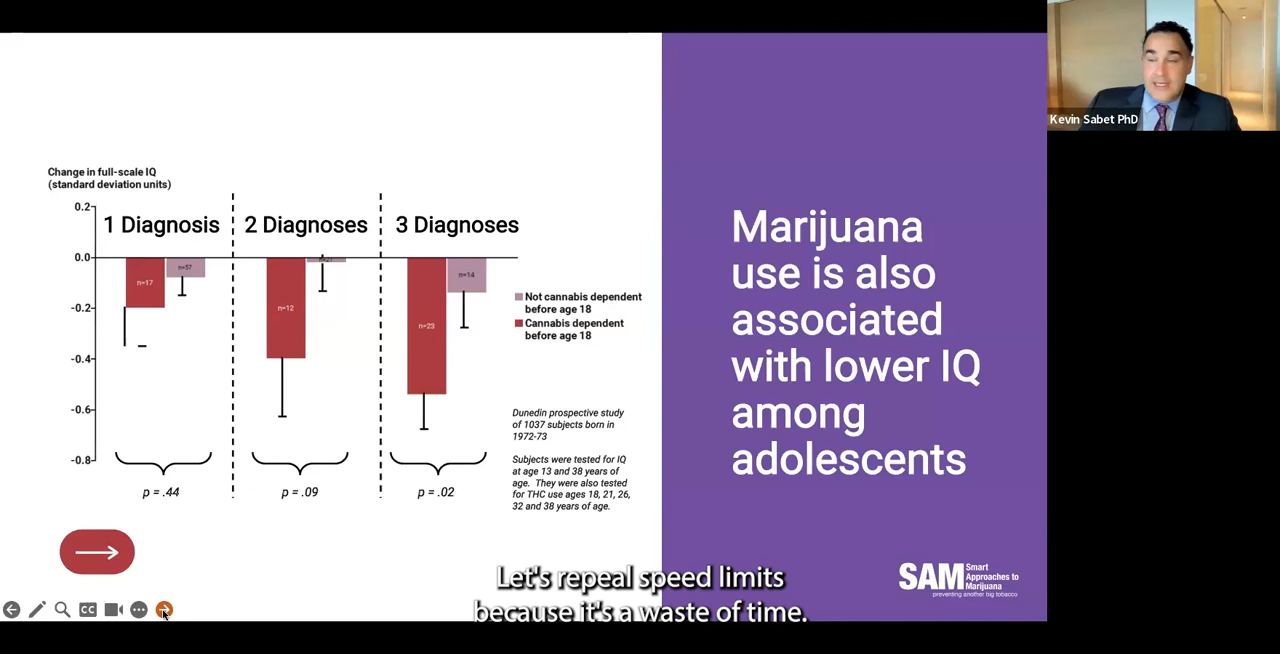 Change in full-scale IQ
(standard deviation units)
0.2
0.0
-0.2
-0.4
-0.6
-0.8
1 Diagnosis
2 Diagnoses
3 Diagnoses
n=17
n=57
n=12
n=23
n=14
Not cannabis dependent
before age 18
Cannabis dependent
before age 18
p = .44
p = .09
p = .02
Dunedin prospective study
of 1037 subjects born in
1972-73
Subjects were tested for IQ
at age 13 and 38 years of
age. They were also tested
for THC use ages 18, 21, 26,
32 and 38 years of age.
Marijuana
use is also
associated
with lower IQ
among
adolescents
SAM
Smart
Approaches to
Marijuana
preventing another big tobacco
Kevin Sabet PhD
CC
Let's repeal speed limits
because it's a waste of time.